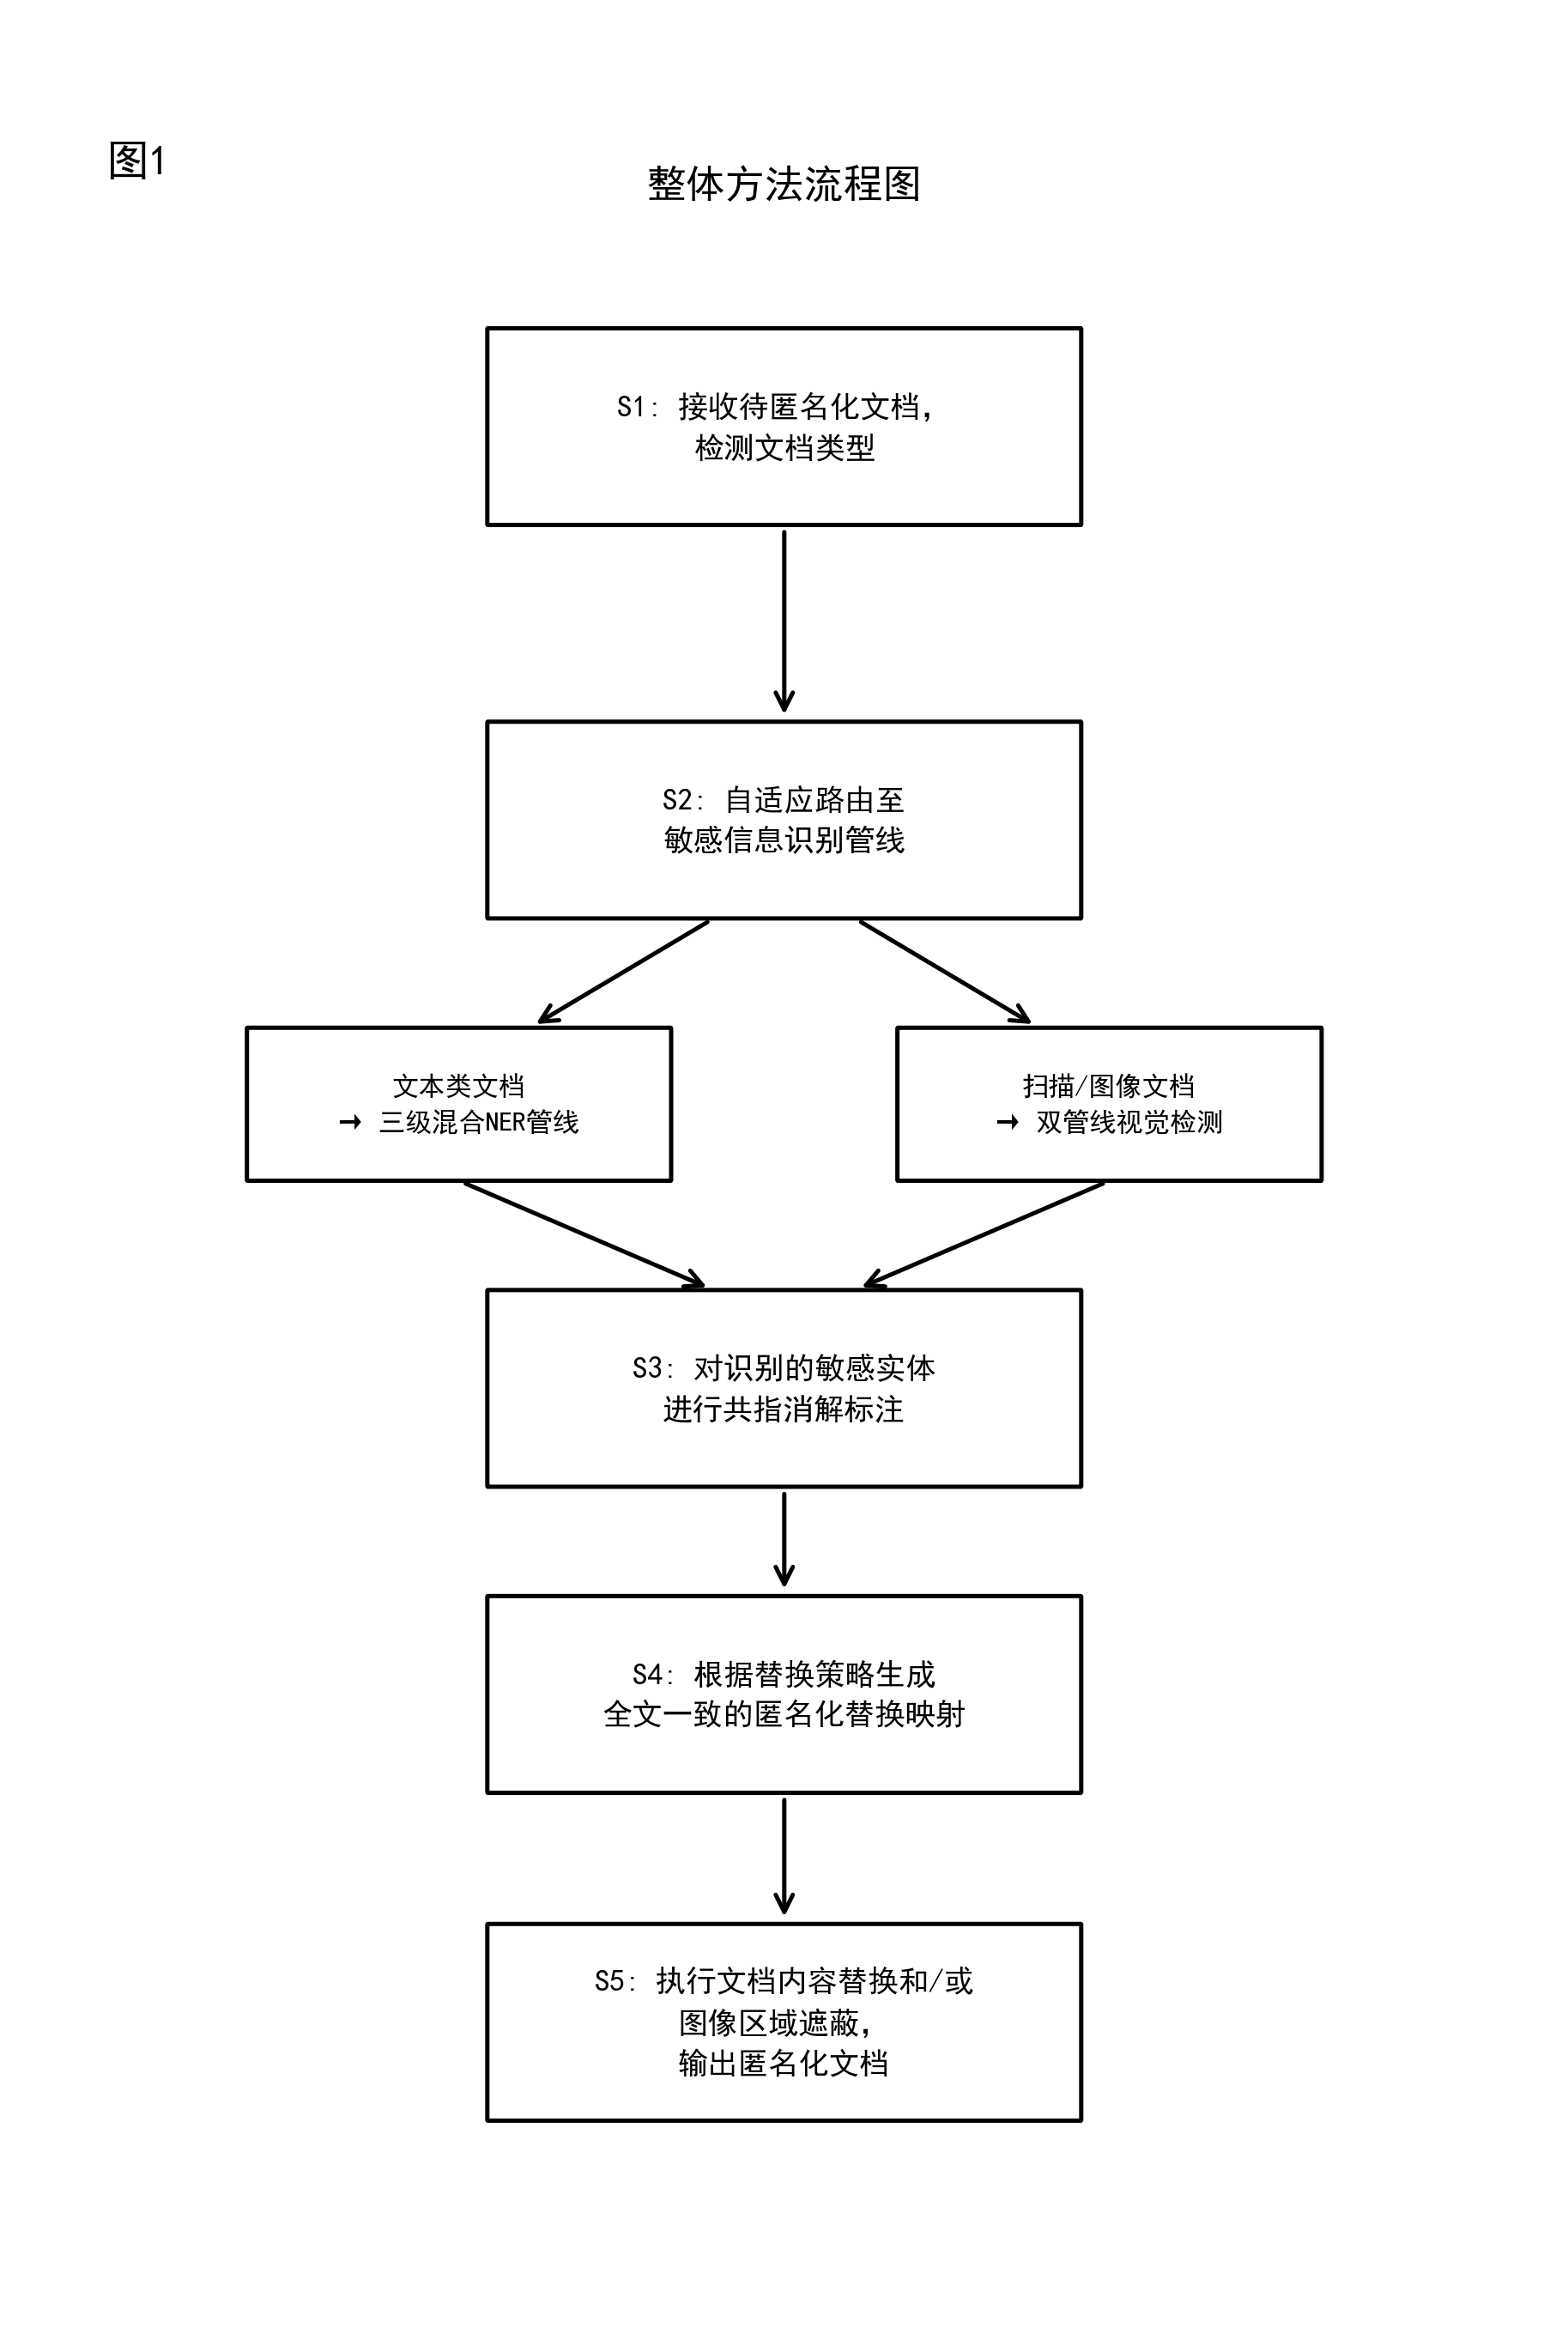 图1
整体方法流程图
S1: 接收待匿名化文档，
检测文档类型
S2: 自适应路由至
敏感信息识别管线
文本类文档
→ 三级混合NER管线
扫描/图像文档
→ 双管线视觉检测
S3: 对识别的敏感实体
进行共指消解标注
S4: 根据替换策略生成
全文一致的匿名化替换映射
S5: 执行文档内容替换和/或
图像区域遮蔽，
输出匿名化文档